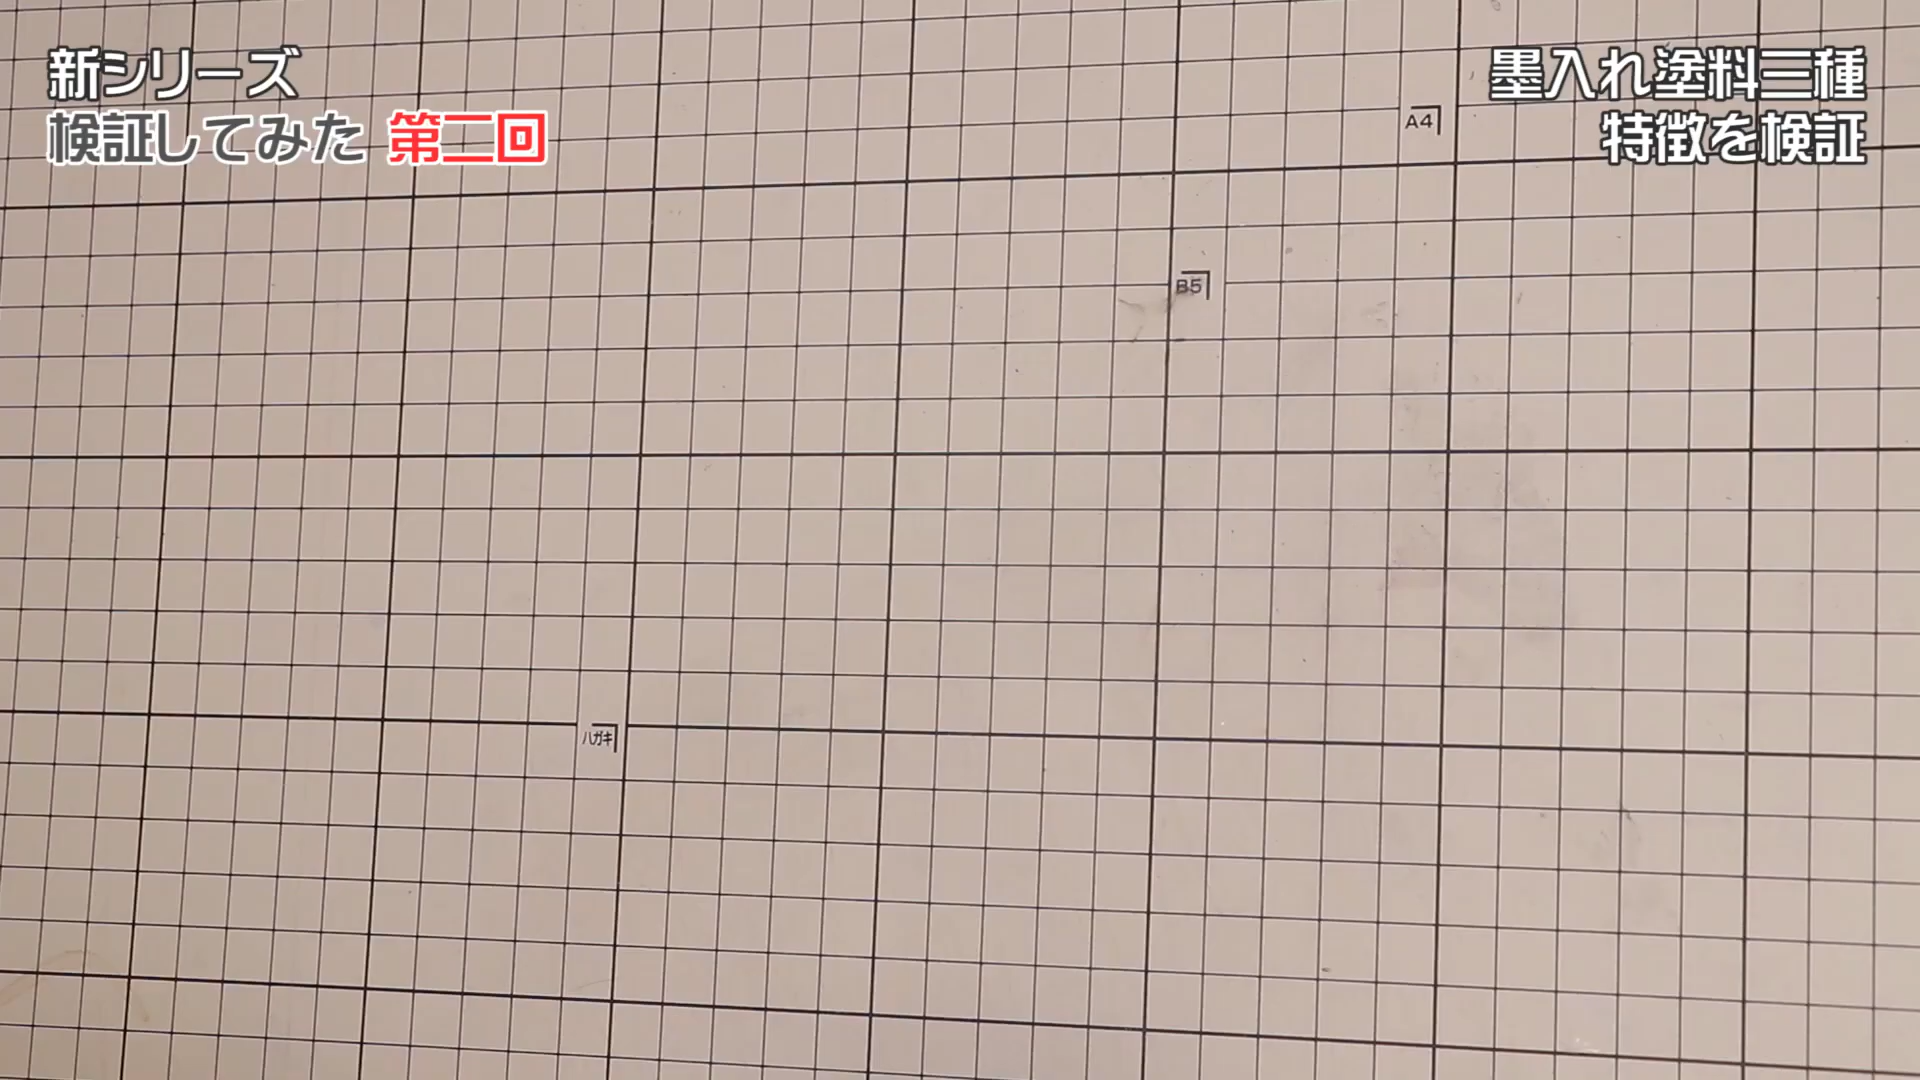 新シリーズ
検証してみた 第二回
墨入れ塗料三種
特徴を検証
A4
B5
ハガキ